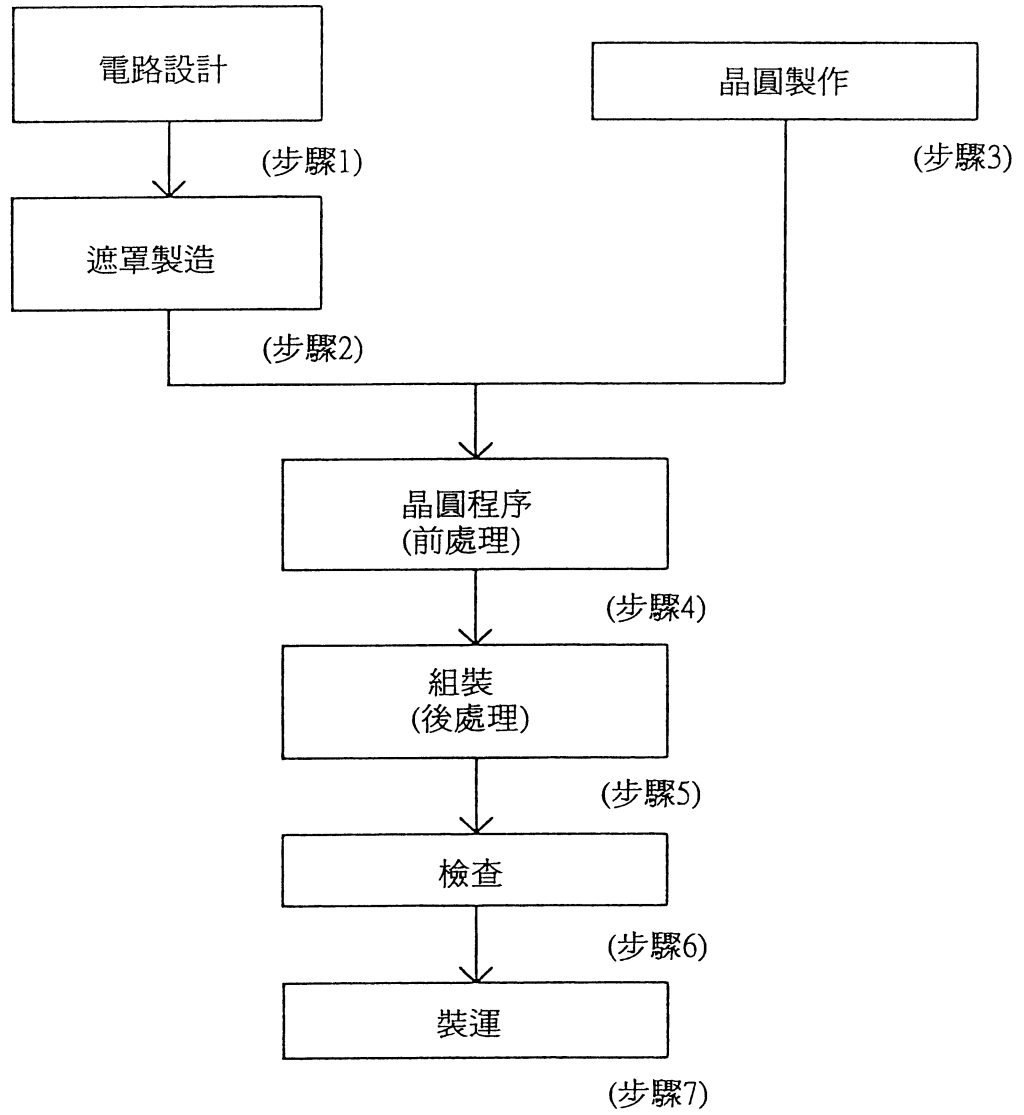 電路設計
(步驟1)
遮罩製造
(步驟2)
晶圓製作
(步驟3)
晶圓程序
(前處理)
(步驟4)
組裝
(後處理)
(步驟5)
檢查
(步驟6)
裝運
(步驟7)